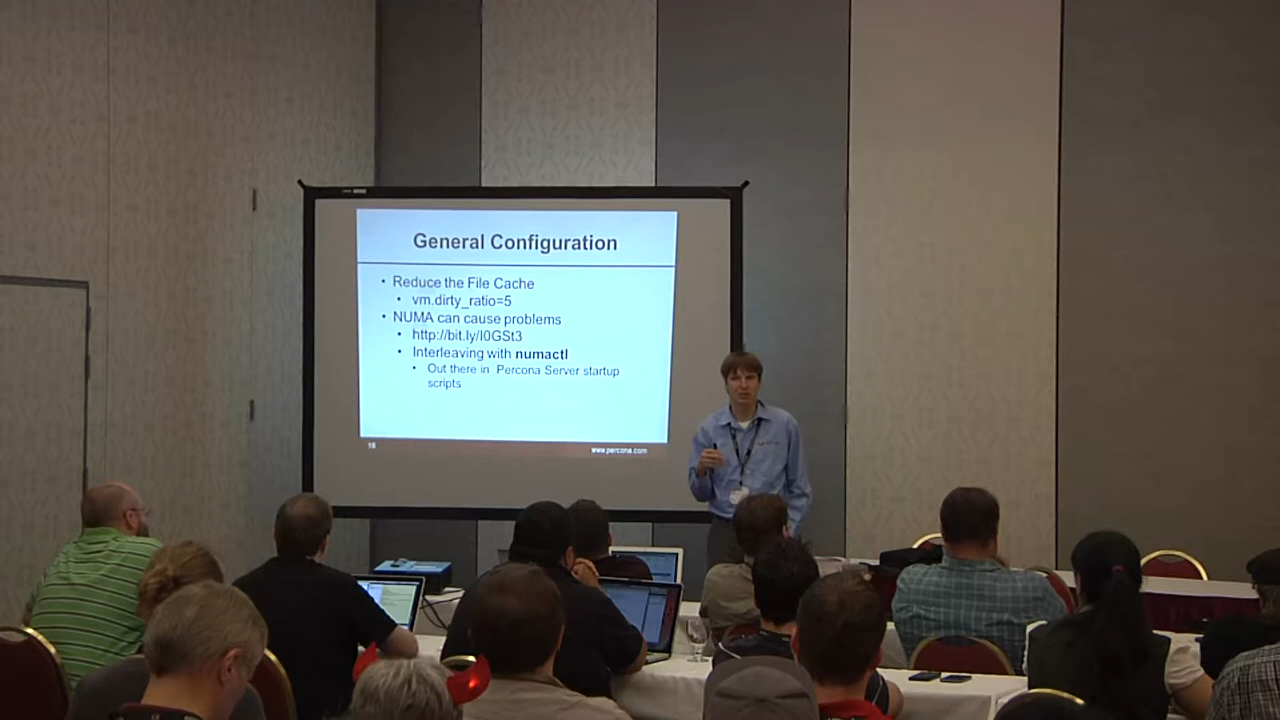 General Configuration
• Reduce the File Cache
• vm.dirty_ratio=5
• NUMA can cause problems
• http://bit.ly/I0GSt3
• Interleaving with numactl
• Out there in Percona Server startup
scripts
www.percona.com